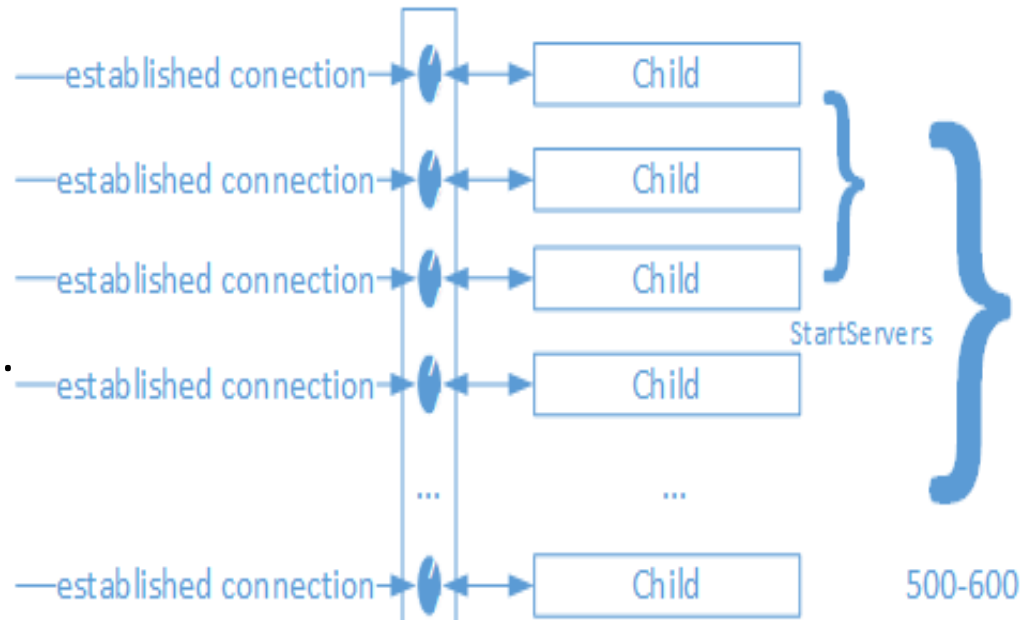 established conection
Child
established connection
Child
established connection
Child
StartServers
established connection
Child
...
...
established connection
Child
500-600